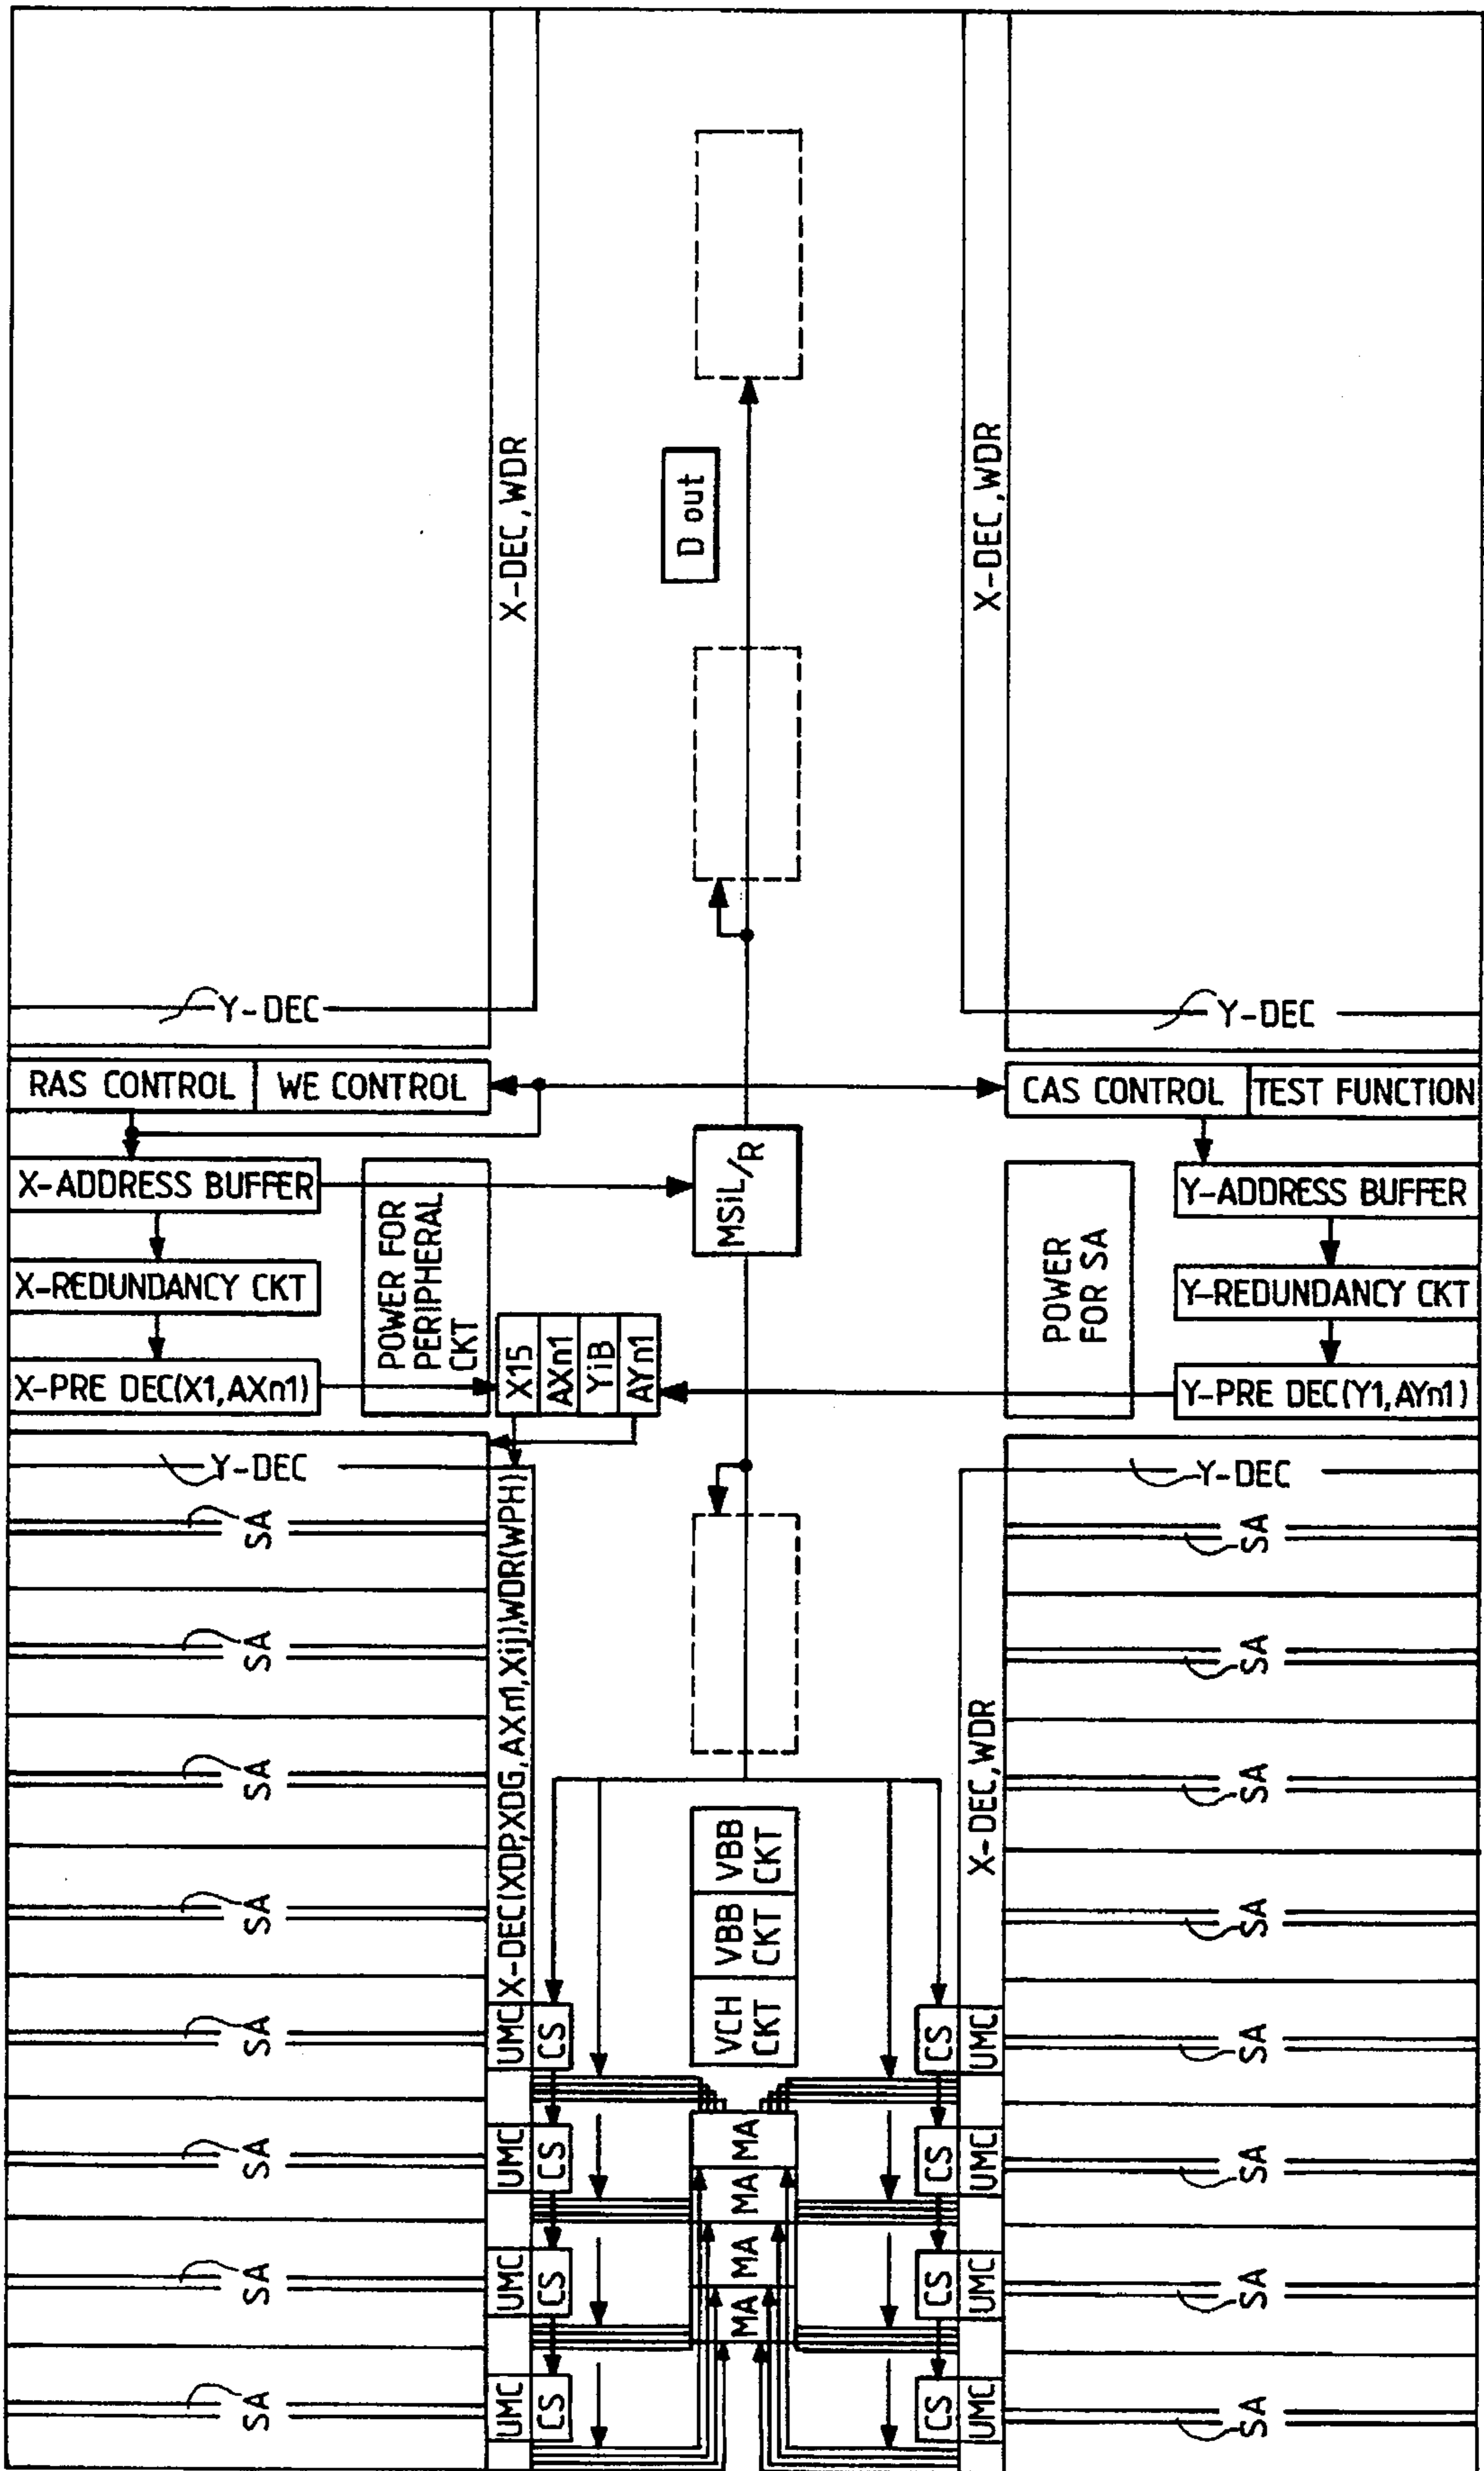 X-DEC,WDR
X-DEC,WDR
D out
Y-DEC
Y-DEC
RAS CONTROL
WE CONTROL
CAS CONTROL
TEST FUNCTION
X-ADDRESS BUFFER
POWER FOR
PERIPHERAL
CKT
MSiL/R
POWER
FOR SA
Y-ADDRESS BUFFER
X-REDUNDANCY CKT
Y-REDUNDANCY CKT
X-PRE DEC(X1,AXn1)
X15
AXn1
YiB
AYn1
Y-PRE DEC(Y1,AYn1)
Y-DEC
Y-DEC
X-DEC(XDP,XDG,AXn1,Xij),WDR(WPH)
X-DEC,WDR
SA
SA
SA
SA
SA
SA
SA
SA
VBB
CKT
VBB
CKT
VCH
CKT
SA
UMC
CS
CS
UMC
SA
MA
SA
UMC
CS
CS
UMC
SA
MA
MA
SA
UMC
CS
CS
UMC
SA
MA
SA
UMC
CS
CS
UMC
SA